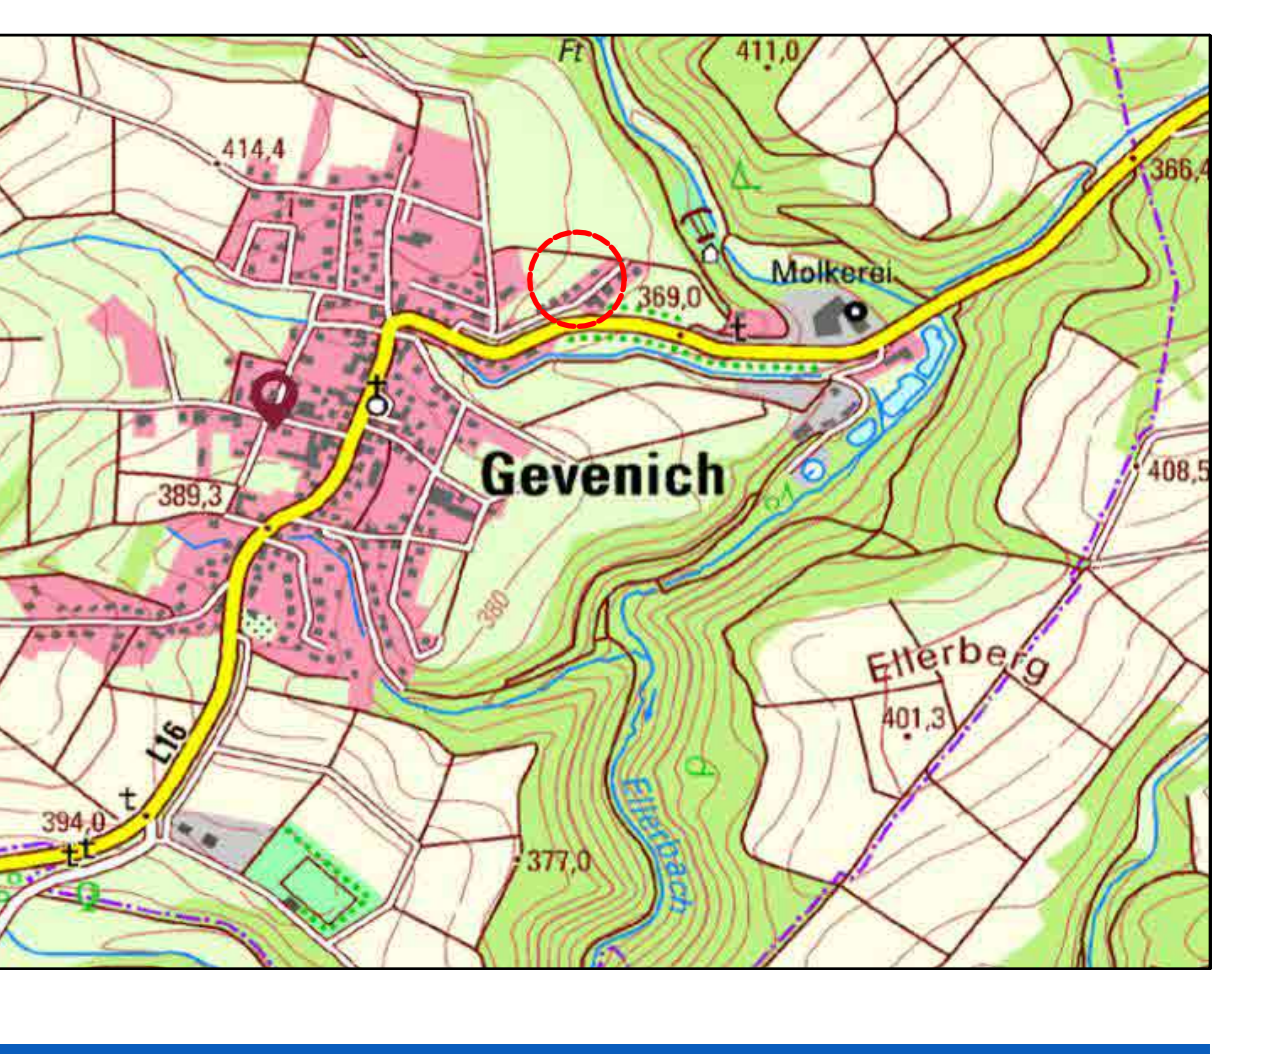 Ft
411,0
414,4
366,4
Molkerei
369,0
Gevenich
408,5
389,3
380
Ellerberg
401,3
L16
Ellerbach
394,0
377,0